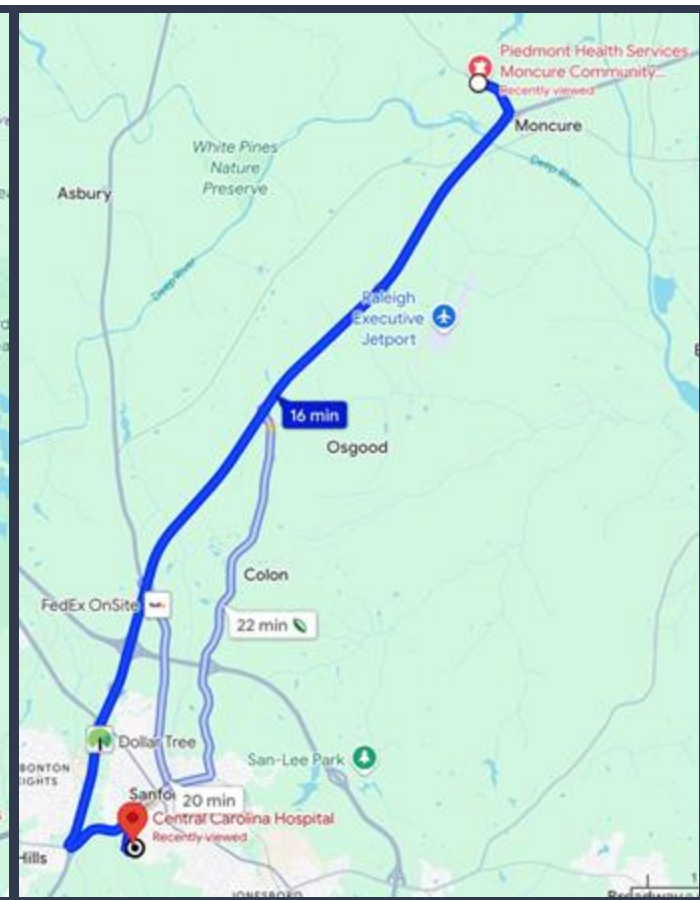 Piedmont Health Services
Moncure Community...
Recently viewed
Moncure
White Pines
Nature
Preserve
Asbury
Deep River
Deep River
Raleigh
Executive
Jetport
16 min
Osgood
Colon
FedEx OnSite
22 min
Dollar Tree
San-Lee Park
20 min
Central Carolina Hospital
Recently viewed
Hills